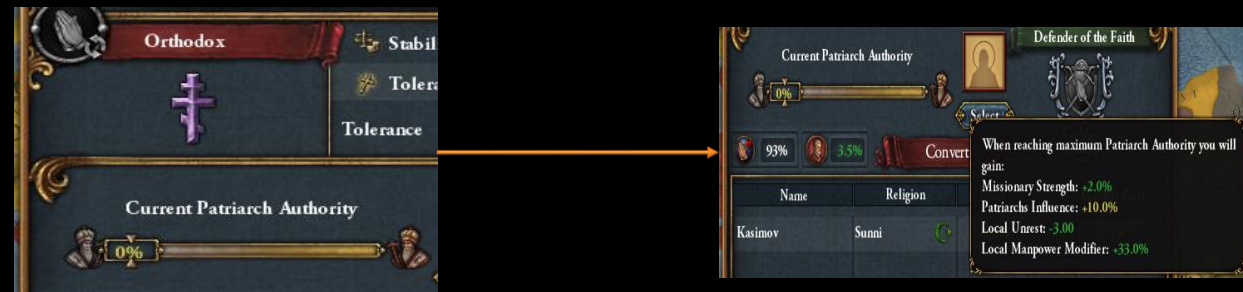 Orthodox
Stabil
Tolera
Tolerance
Current Patriarch Authority
0%
Current Patriarch Authority
0%
Defender of the Faith
Select
93%
3.5%
Convert
Name
Religion
Kasimov
Sunni
When reaching maximum Patriarch Authority you will
gain:
Missionary Strength: +2.0%
Patriarchs Influence: +10.0%
Local Unrest: -3.00
Local Manpower Modifier: +33.0%